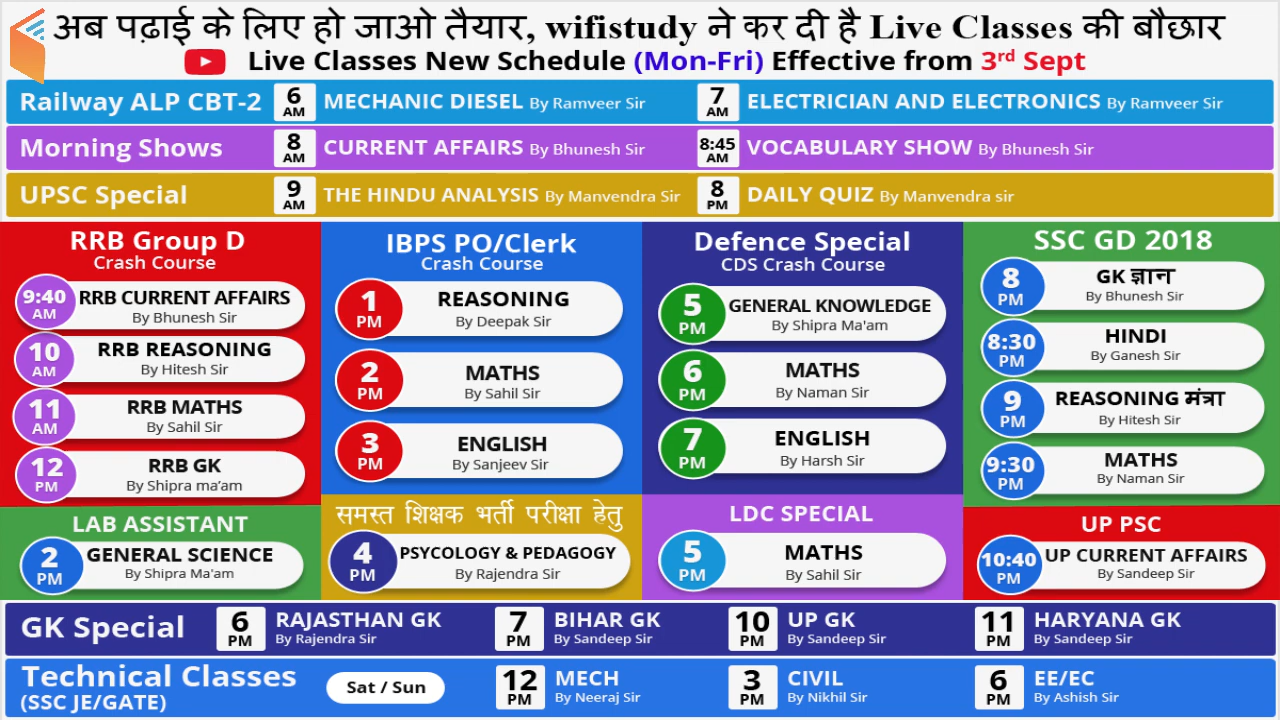 अब पढ़ाई के लिए हो जाओ तैयार, wifistudy ने कर दी है Live Classes की बौछार
Live Classes New Schedule (Mon-Fri) Effective from 3rd Sept
Railway ALP CBT-2
6 AM
MECHANIC DIESEL By Ramveer Sir
7 AM
ELECTRICIAN AND ELECTRONICS By Ramveer Sir
Morning Shows
8 AM
CURRENT AFFAIRS By Bhunesh Sir
8:45 AM
VOCABULARY SHOW By Bhunesh Sir
UPSC Special
9 AM
THE HINDU ANALYSIS By Manvendra Sir
8 PM
DAILY QUIZ By Manvendra sir
RRB Group D
Crash Course
9:40 AM
RRB CURRENT AFFAIRS
By Bhunesh Sir
10 AM
RRB REASONING
By Hitesh Sir
11 AM
RRB MATHS
By Sahil Sir
12 PM
RRB GK
By Shipra ma'am
IBPS PO/Clerk
Crash Course
1 PM
REASONING
By Deepak Sir
2 PM
MATHS
By Sahil Sir
3 PM
ENGLISH
By Sanjeev Sir
Defence Special
CDS Crash Course
5 PM
GENERAL KNOWLEDGE
By Shipra Ma'am
6 PM
MATHS
By Naman Sir
7 PM
ENGLISH
By Harsh Sir
SSC GD 2018
8 PM
GK ज्ञान
By Bhunesh Sir
8:30 PM
HINDI
By Ganesh Sir
9 PM
REASONING मंत्रा
By Hitesh Sir
9:30 PM
MATHS
By Naman Sir
LAB ASSISTANT
2 PM
GENERAL SCIENCE
By Shipra Ma'am
समस्त शिक्षक भर्ती परीक्षा हेतु
4 PM
PSYCOLOGY & PEDAGOGY
By Rajendra Sir
LDC SPECIAL
5 PM
MATHS
By Sahil Sir
UP PSC
10:40 PM
UP CURRENT AFFAIRS
By Sandeep Sir
GK Special
6 PM
RAJASTHAN GK
By Rajendra Sir
7 PM
BIHAR GK
By Sandeep Sir
10 PM
UP GK
By Sandeep Sir
11 PM
HARYANA GK
By Sandeep Sir
Technical Classes
(SSC JE/GATE)
Sat / Sun
12 PM
MECH
By Neeraj Sir
3 PM
CIVIL
By Nikhil Sir
6 PM
EE/EC
By Ashish Sir